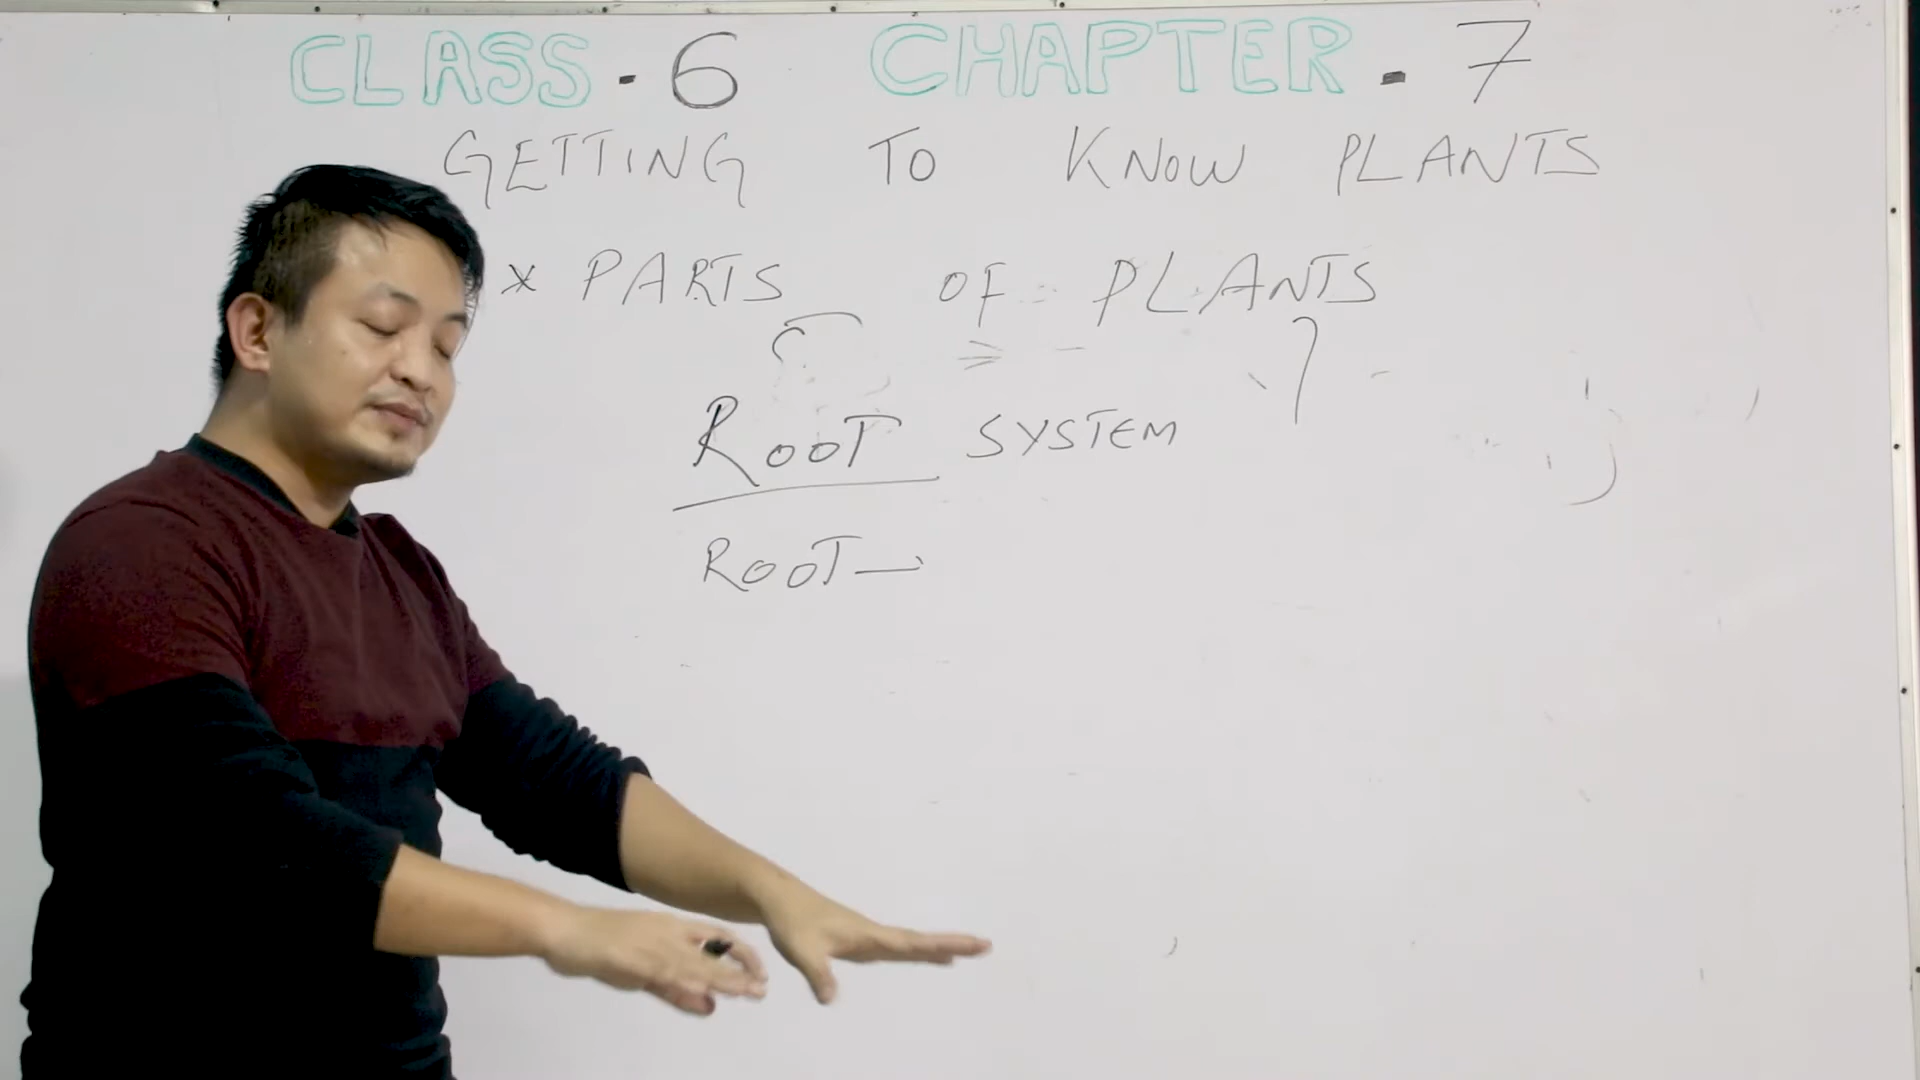 CLASS - 6 CHAPTER - 7
GETTING TO KNOW PLANTS
* PARTS OF PLANTS
ROOT SYSTEM
ROOT →